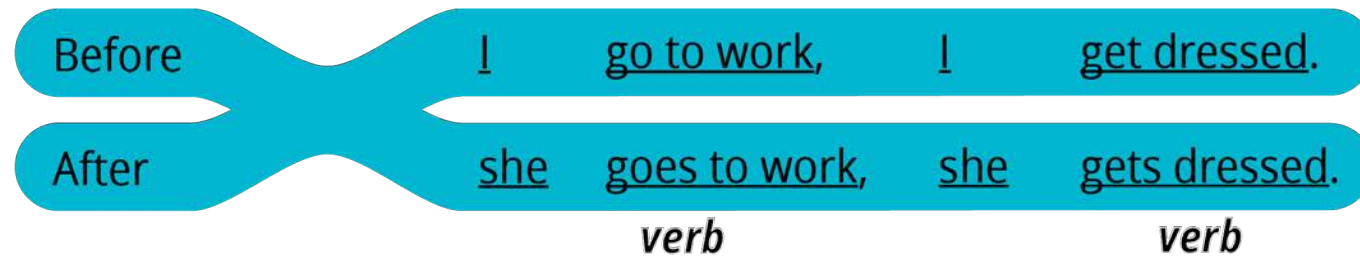 Before I go to work, I get dressed.
After she goes to work, she gets dressed.
verb verb